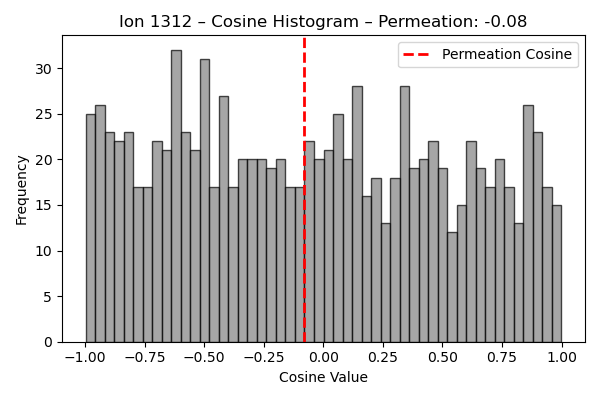 Ion 1312 – Cosine Histogram – Permeation: -0.08
Permeation Cosine
Frequency
30
25
20
15
10
5
0
−1.00 −0.75 −0.50 −0.25 0.00 0.25 0.50 0.75 1.00
Cosine Value